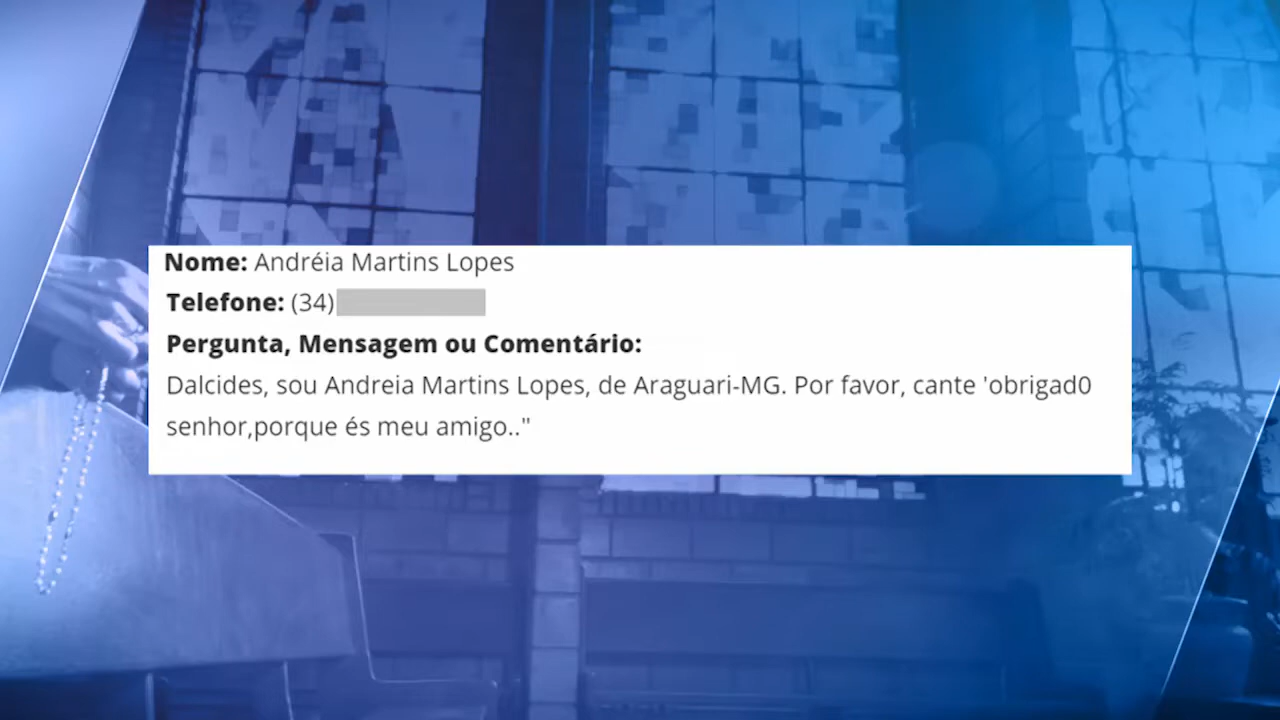 Nome: Andréia Martins Lopes
Telefone: (34)
Pergunta, Mensagem ou Comentário:
Dalcides, sou Andreia Martins Lopes, de Araguari-MG. Por favor, cante 'obrigad0
senhor,porque és meu amigo.."